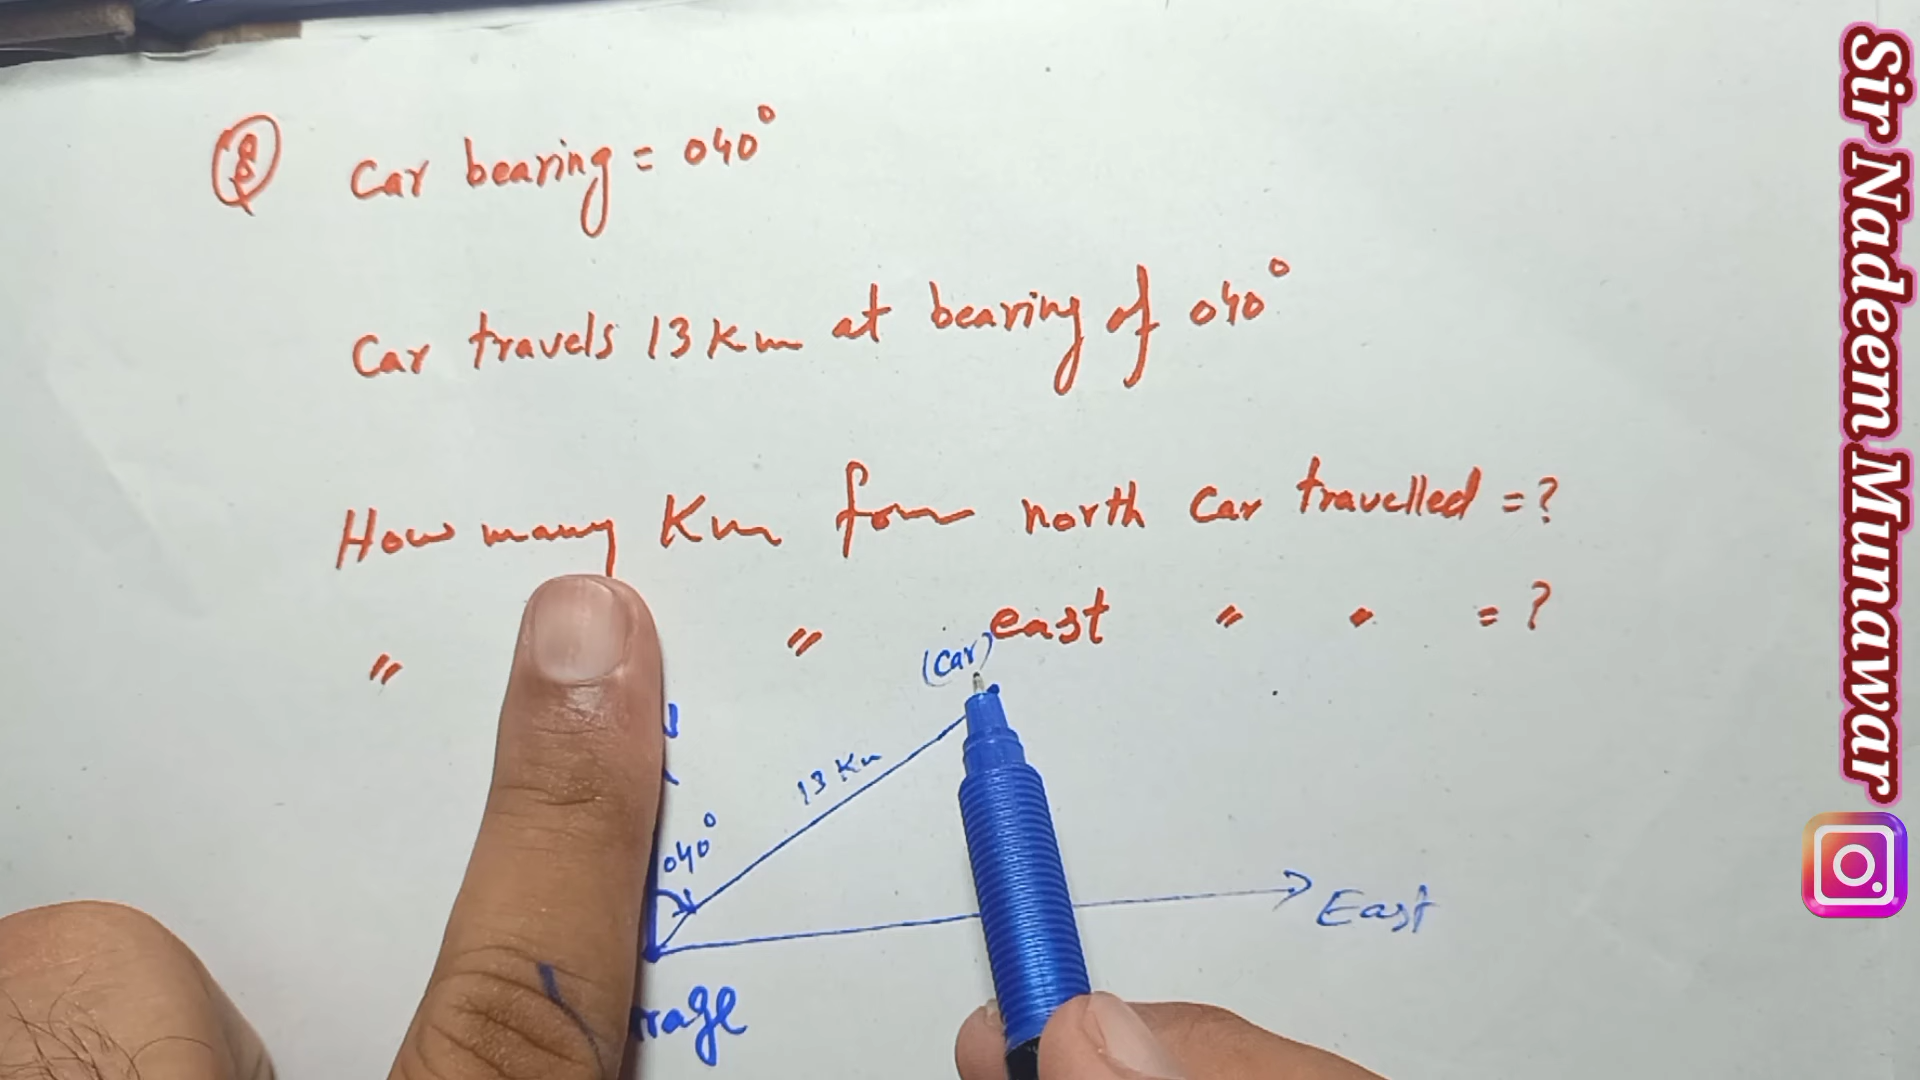 Q
Car bearing = 040°
Car travels 13 Km at bearing of 040°
How many Km from north car travelled = ?
" " east " " = ?
(Car)
13 Km
040°
East
rage
Sir Nadeem Munawar